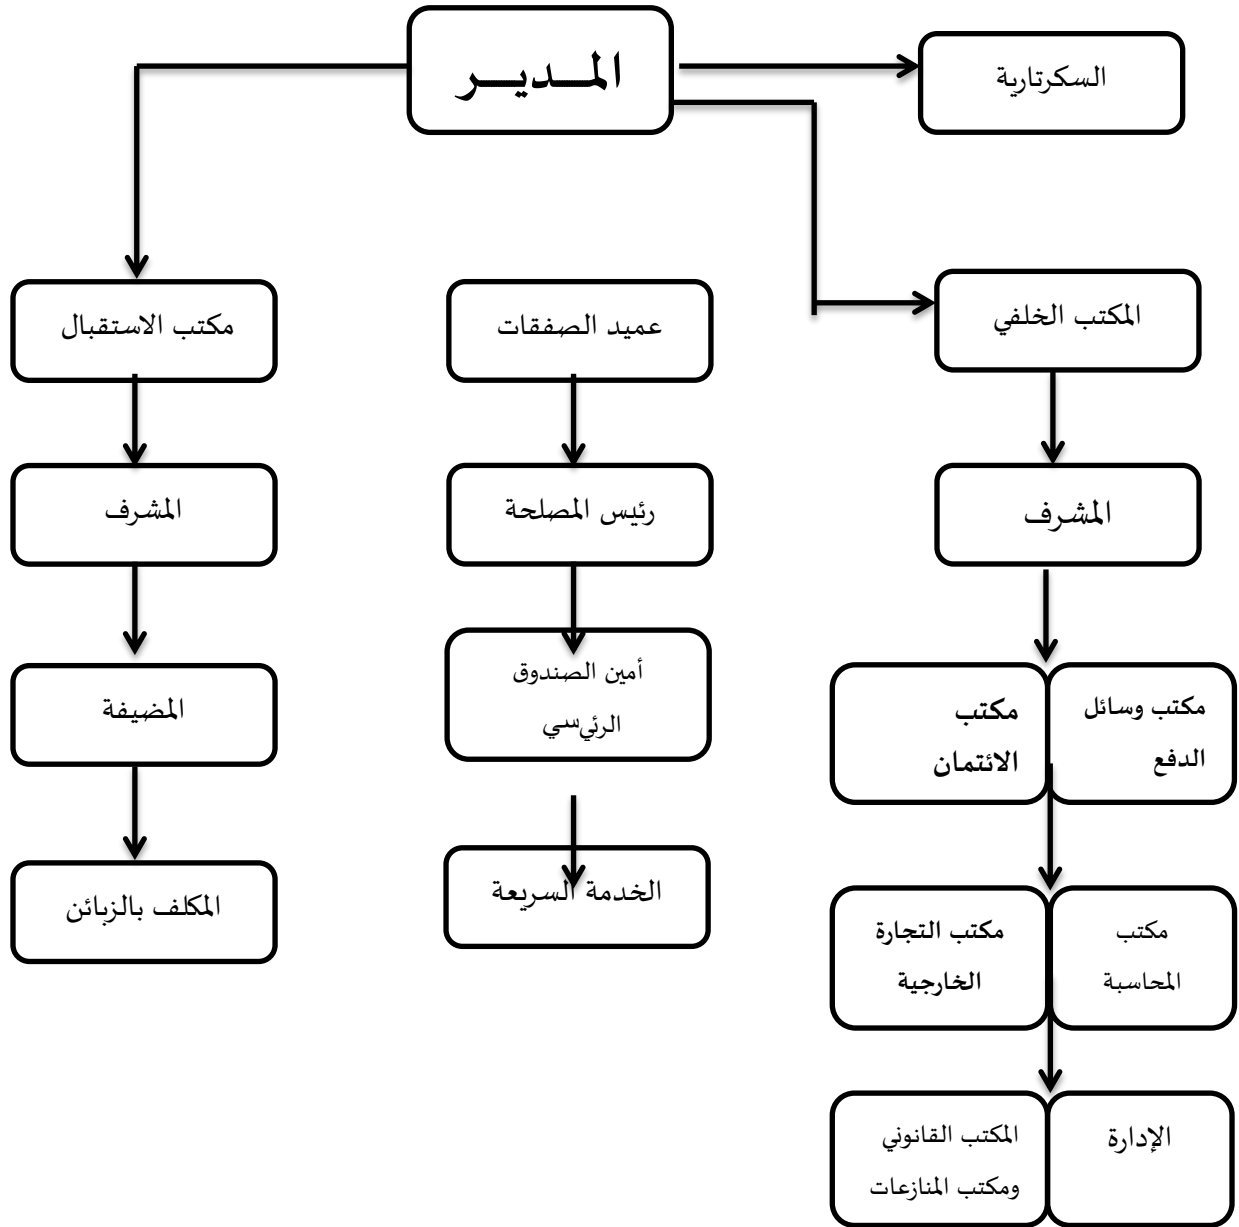 المـــديـــر
السكرتارية
المكتب الخلفي
عميد الصفقات
مكتب الاستقبال
المشرف
رئيس المصلحة
المشرف
مكتب وسائل
الدفع
مكتب
الائتمان
أمين الصندوق
الرئيسي
المضيفة
مكتب
المحاسبة
مكتب التجارة
الخارجية
الخدمة السريعة
المكلف بالزبائن
الإدارة
المكتب القانوني
ومكتب المنازعات